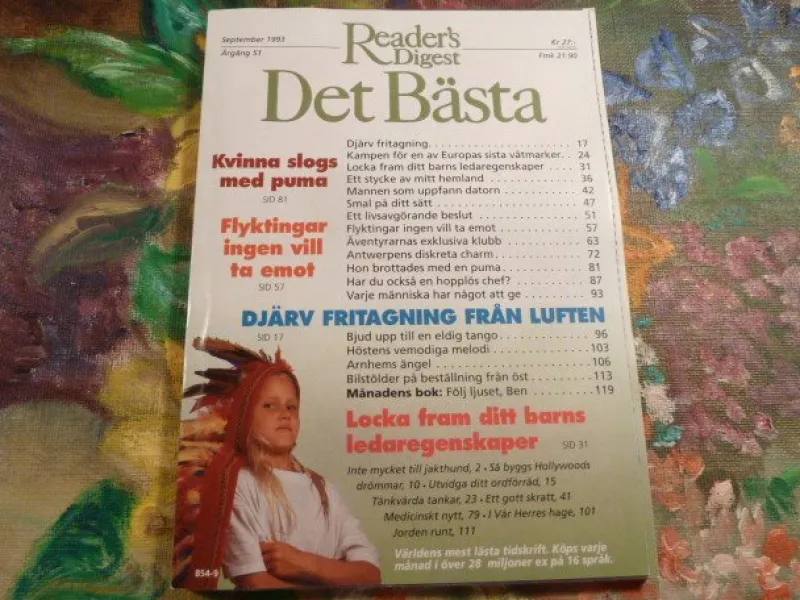 September 1993
Årgång 51
Reader's
Digest
Kr 27:-
Fmk 21:90
Det Bästa
Kvinna slogs
med puma
SID 81
Flyktingar
ingen vill
ta emot
SID 57
Djärv fritagning. 17
Kampen för en av Europas sista våtmarker. 24
Locka fram ditt barns ledaregenskaper 31
Ett stycke av mitt hemland 36
Mannen som uppfann datorn 42
Smal på ditt sätt 47
Ett livsavgörande beslut 51
Flyktingar ingen vill ta emot 57
Äventyrarnas exklusiva klubb 63
Antwerpens diskreta charm 72
Hon brottades med en puma 81
Har du också en hopplös chef? 87
Varje människa har något att ge 93
DJÄRV FRITAGNING FRÅN LUFTEN
SID 17
Bjud upp till en eldig tango 96
Höstens vemodiga melodi 103
Arnhems ängel 106
Bilstölder på beställning från öst 113
Månadens bok: Följ ljuset, Ben 119
Locka fram ditt barns
ledaregenskaper SID 31
Inte mycket till jakthund, 2 • Så byggs Hollywoods
drömmar, 10 • Utvidga ditt ordförråd, 15
Tänkvärda tankar, 23 • Ett gott skratt, 41
Medicinskt nytt, 79 • I Vår Herres hage, 101
Jorden runt, 111
Världens mest lästa tidskrift. Köps varje
månad i över 28 miljoner ex på 16 språk.
854-9